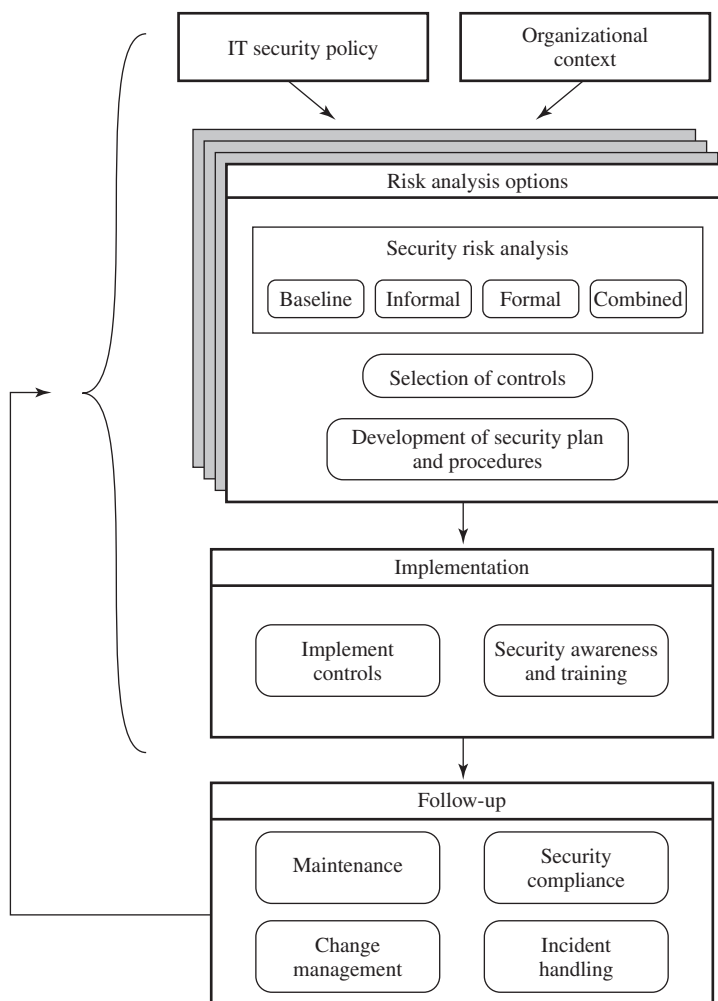 IT security policy
Organizational
context
Risk analysis options
Security risk analysis
Baseline
Informal
Formal
Combined
Selection of controls
Development of security plan
and procedures
Implementation
Implement
controls
Security awareness
and training
Follow-up
Maintenance
Security
compliance
Change
management
Incident
handling